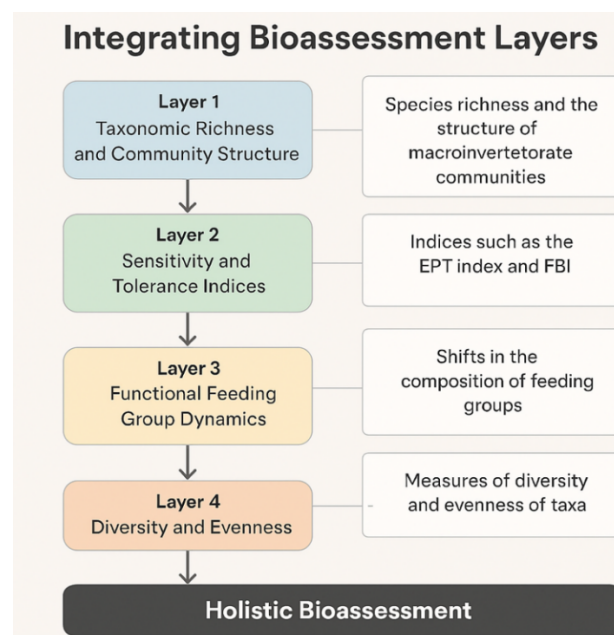 Integrating Bioassessment Layers
Layer 1
Taxonomic Richness
and Community Structure
Species richness and the
structure of
macroinvertetorate
communities
Layer 2
Sensitivity and
Tolerance Indices
Indices such as the
EPT index and FBI
Layer 3
Functional Feeding
Group Dynamics
Shifts in the
composition of feeding
groups
Layer 4
Diversity and Evenness
Measures of diversity
and evenness of taxa
Holistic Bioassessment